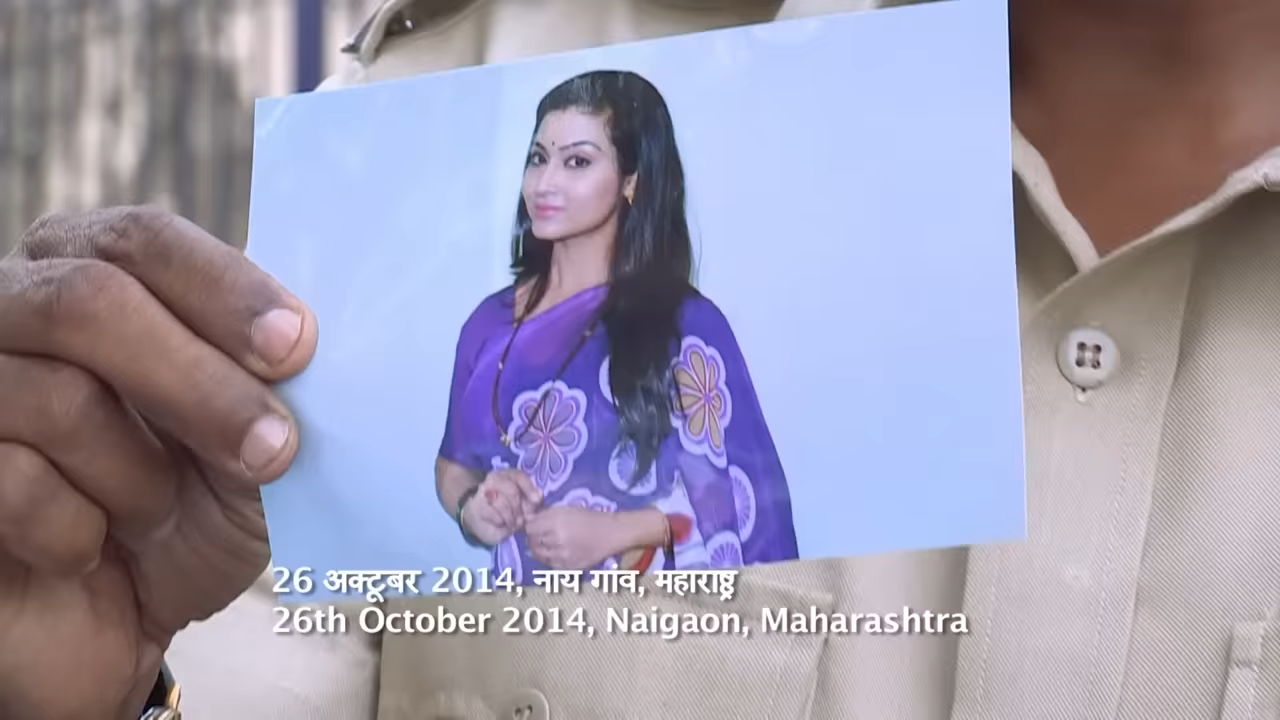 26 अक्टूबर 2014, नाय गांव, महाराष्ट्र
26th October 2014, Naigaon, Maharashtra